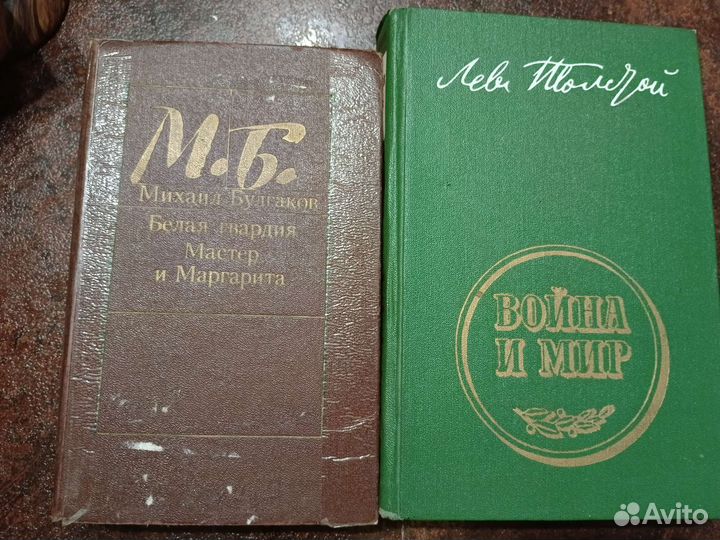 М.Б.
Михаил Булгаков
Белая гвардия
Мастер
и Маргарита
Лев Толстой
ВОЙНА
И МИР
Avito